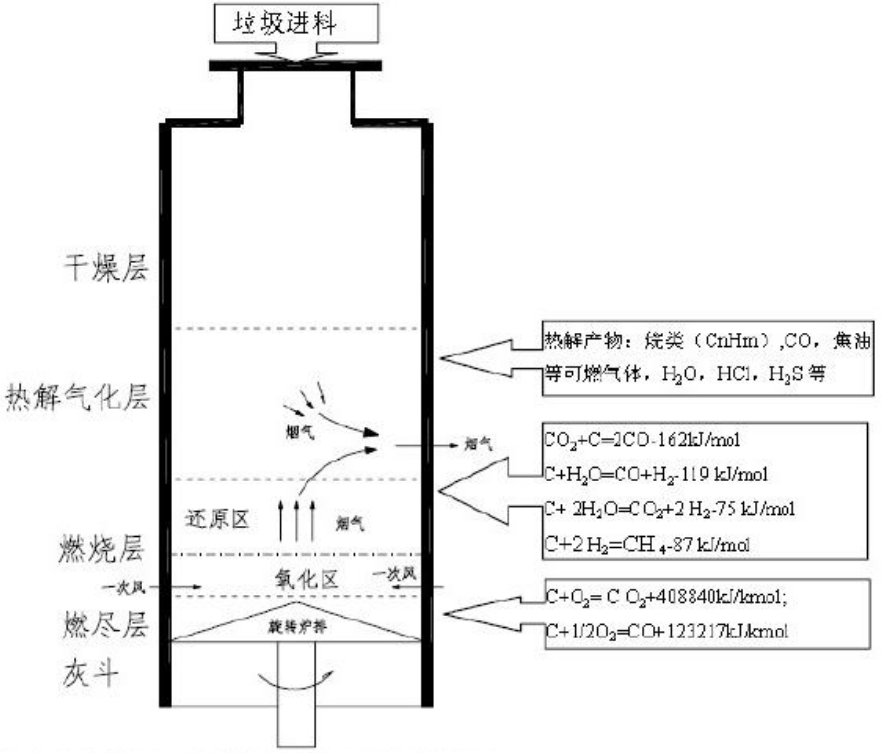 垃圾进料
干燥层
热解产物：烷类（CnHm）,CO，焦油
等可燃气体，H₂O，HCl，H₂S 等
热解气化层
烟气
烟气
CO₂+C=2CO-162kJ/mol
C+H₂O=CO+H₂-119 kJ/mol
C+ 2H₂O=CO₂+2 H₂-75 kJ/mol
C+2 H₂=CH₄-87 kJ/mol
还原区
烟气
燃烧层
氧化区
一次风
一次风
C+O₂= C O₂+408840kJ/kmol;
C+1/2O₂=CO+123217kJ/kmol
燃尽层
旋转炉排
灰斗